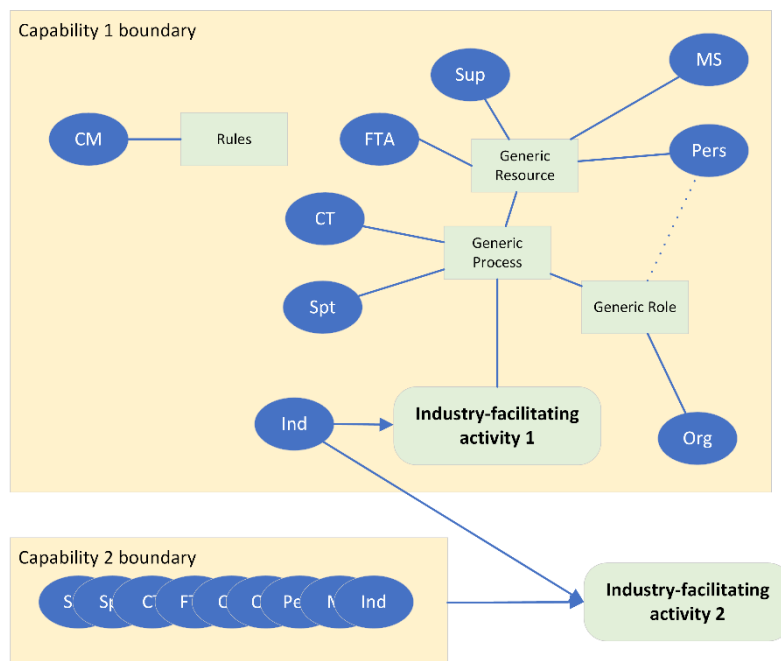 Capability 1 boundary
MS
Sup
CM
Rules
FTA
Generic
Resource
Pers
CT
Generic
Process
Spt
Generic Role
Ind
Industry-facilitating
activity 1
Org
Capability 2 boundary
Ind
Industry-facilitating
activity 2